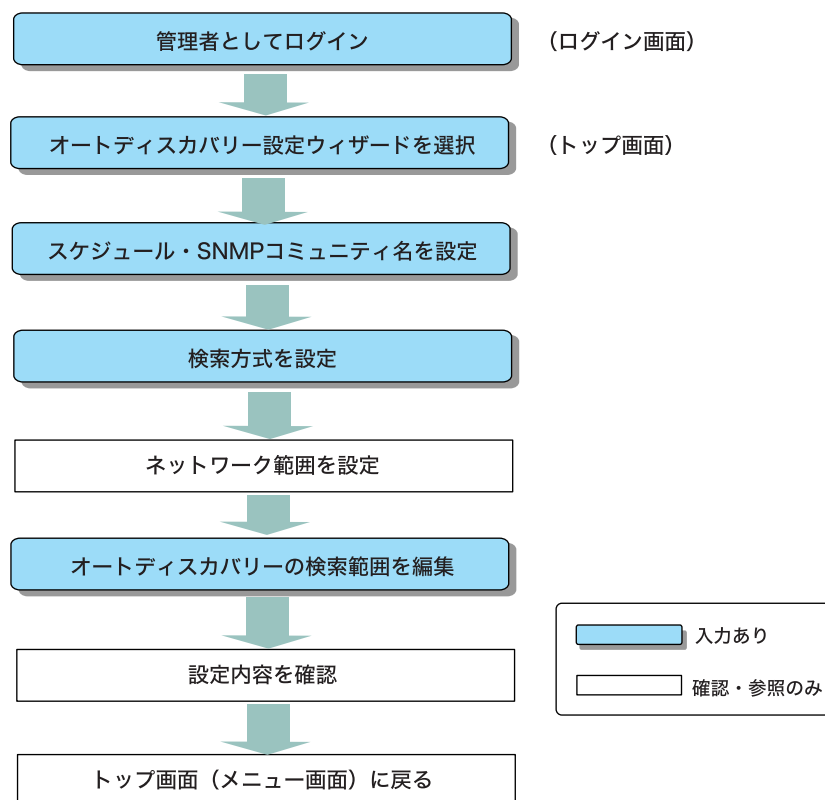 管理者としてログイン (ログイン画面)
オートディスカバリー設定ウィザードを選択 (トップ画面)
スケジュール・SNMPコミュニティ名を設定
検索方式を設定
ネットワーク範囲を設定
オートディスカバリーの検索範囲を編集
入力あり
設定内容を確認
確認・参照のみ
トップ画面（メニュー画面）に戻る